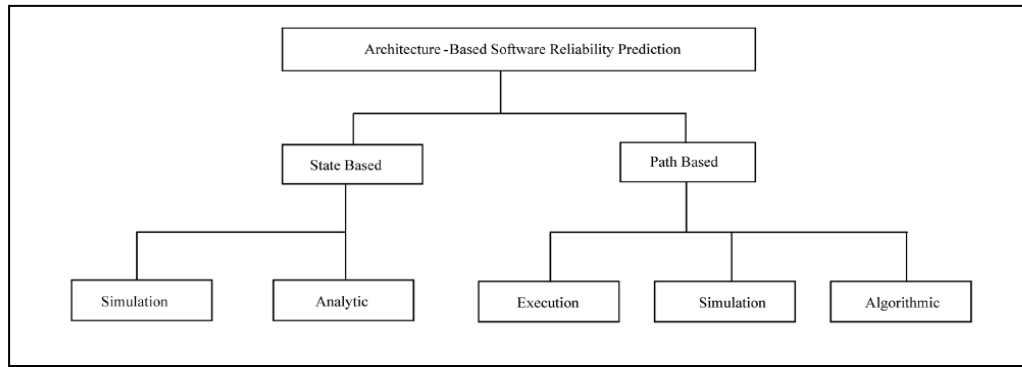 Architecture -Based Software Reliability Prediction
State Based
Path Based
Simulation
Analytic
Execution
Simulation
Algorithmic